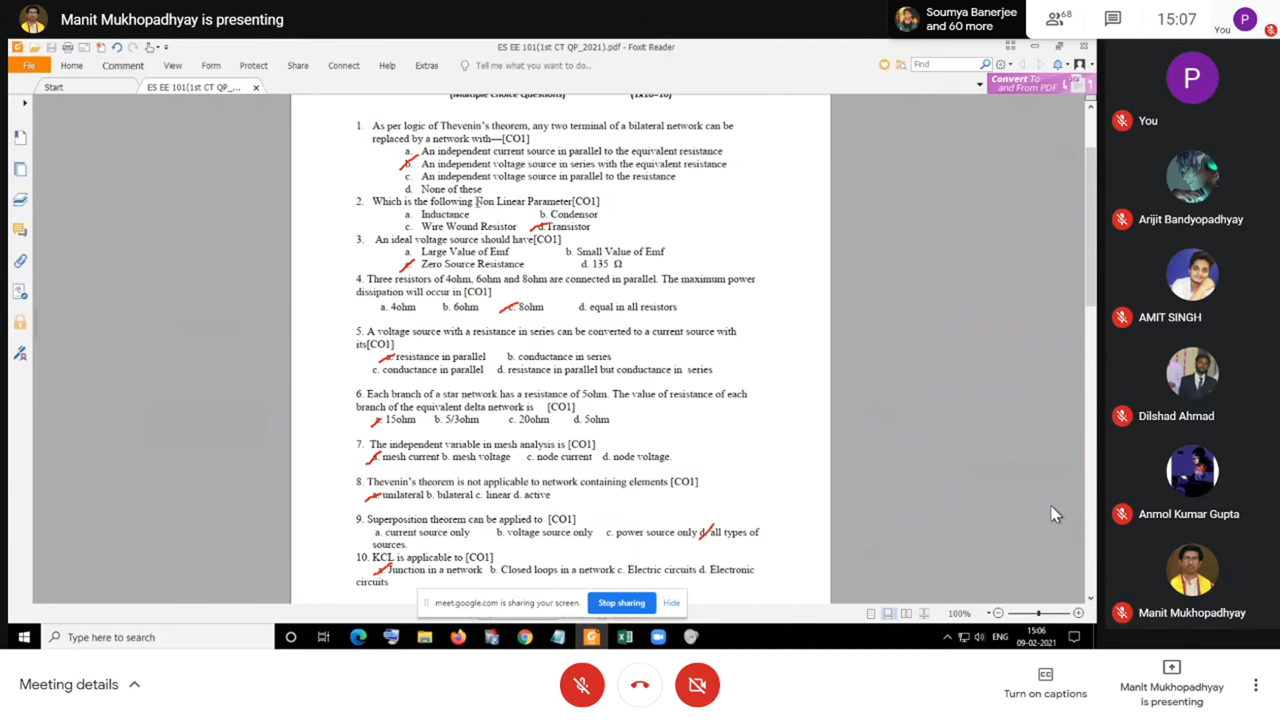 Manit Mukhopadhyay is presenting
Soumya Banerjee
and 60 more
68
15:07
You
P
ES EE 101(1st CT QP_2021).pdf - Foxit Reader
File
Home
Comment
View
Form
Protect
Share
Connect
Help
Extras
Tell me what you want to do...
Find
Start
ES EE 101(1st CT QP_...
Convert To
and From PDF
(Multiple Choice Questions) (1x10=10)
1. As per logic of Thevenin's theorem, any two terminal of a bilateral network can be
replaced by a network with—[CO1]
a. An independent current source in parallel to the equivalent resistance
b. An independent voltage source in series with the equivalent resistance
c. An independent voltage source in parallel to the resistance
d. None of these
2. Which is the following Non Linear Parameter[CO1]
a. Inductance b. Condensor
c. Wire Wound Resistor d.Transistor
3. An ideal voltage source should have[CO1]
a. Large Value of Emf b. Small Value of Emf
c. Zero Source Resistance d. 135 Ω
4. Three resistors of 4ohm, 6ohm and 8ohm are connected in parallel. The maximum power
dissipation will occur in [CO1]
a. 4ohm b. 6ohm c. 8ohm d. equal in all resistors
5. A voltage source with a resistance in series can be converted to a current source with
its[CO1]
a. resistance in parallel b. conductance in series
c. conductance in parallel d. resistance in parallel but conductance in series
6. Each branch of a star network has a resistance of 5ohm. The value of resistance of each
branch of the equivalent delta network is [CO1]
a. 15ohm b. 5/3ohm c. 20ohm d. 5ohm
7. The independent variable in mesh analysis is [CO1]
a. mesh current b. mesh voltage c. node current d. node voltage.
8. Thevenin's theorem is not applicable to network containing elements [CO1]
a. unilateral b. bilateral c. linear d. active
9. Superposition theorem can be applied to [CO1]
a. current source only b. voltage source only c. power source only d. all types of
sources.
10. KCL is applicable to [CO1]
a. Junction in a network b. Closed loops in a network c. Electric circuits d. Electronic
circuits
meet.google.com is sharing your screen.
Stop sharing
Hide
100%
Type here to search
ENG
15:06
09-02-2021
P
You
Arijit Bandyopadhyay
AMIT SINGH
Dilshad Ahmad
Anmol Kumar Gupta
Manit Mukhopadhyay
Meeting details
Turn on captions
Manit Mukhopadhyay
is presenting